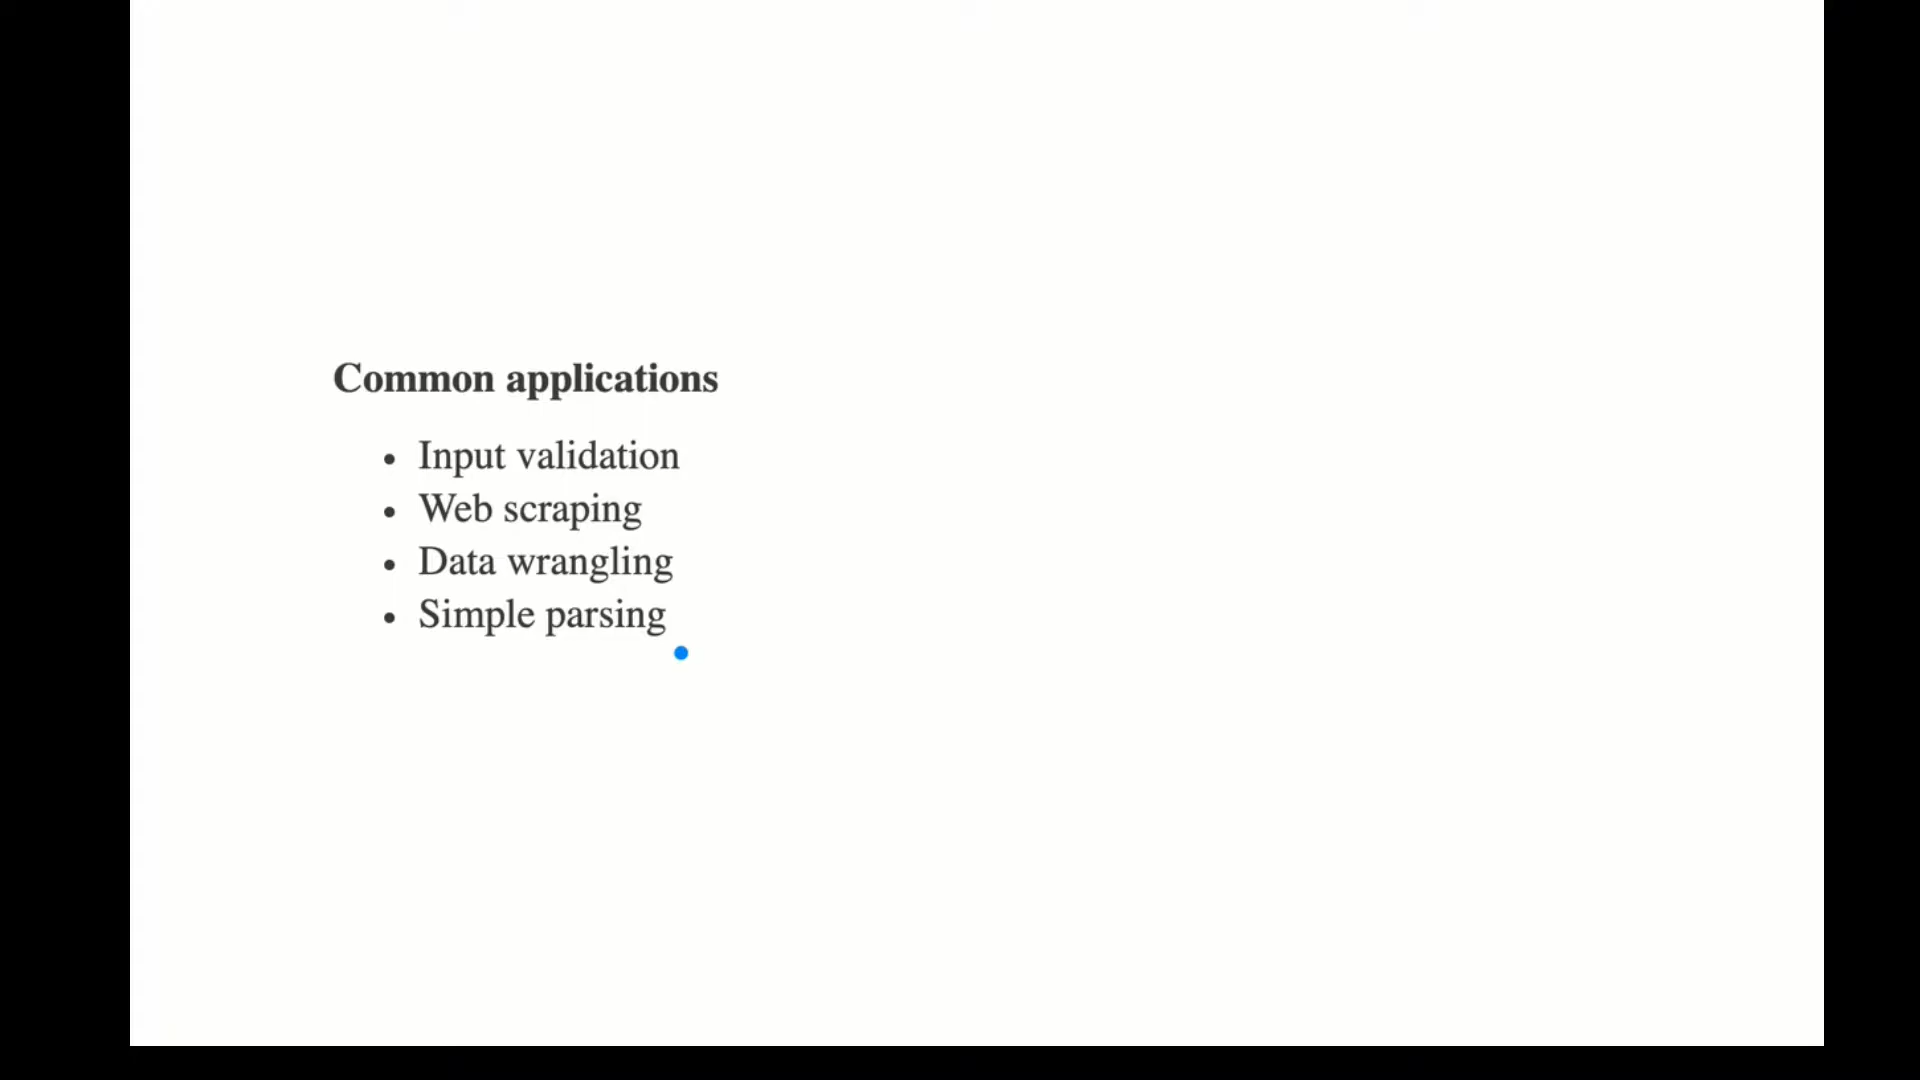 Common applications
• Input validation
• Web scraping
• Data wrangling
• Simple parsing